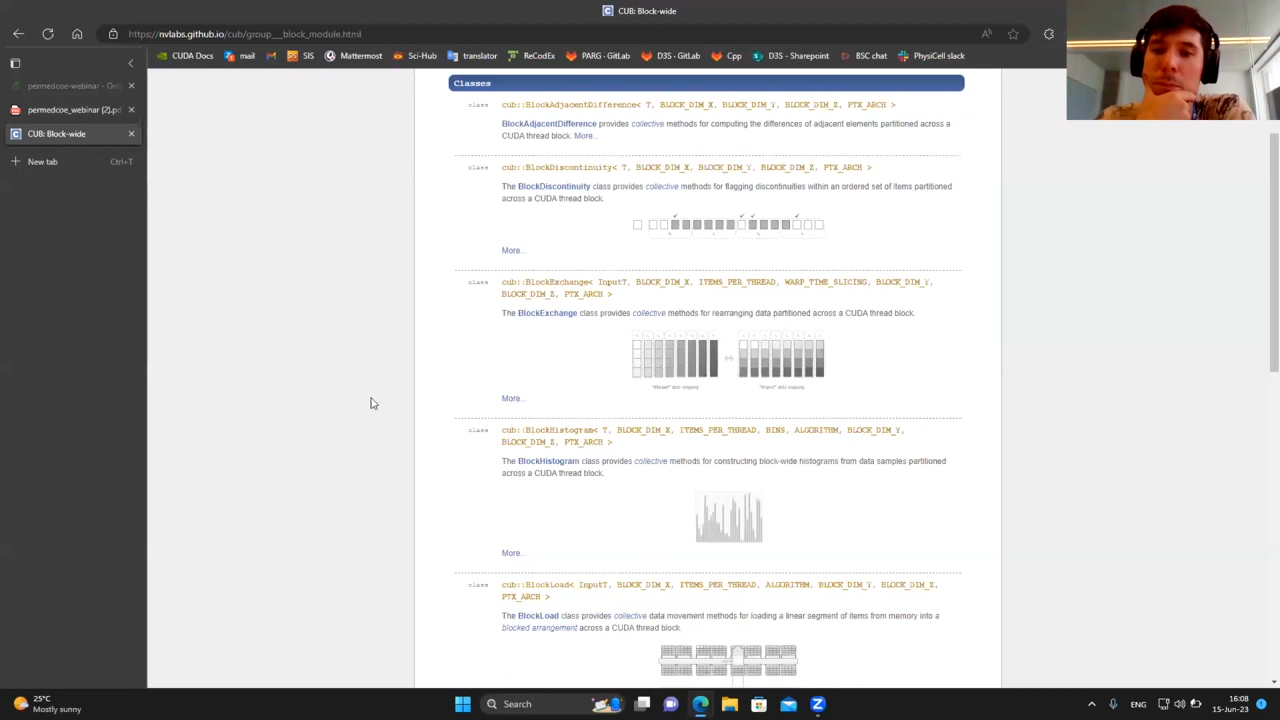 CUB: Block-wide
https://nvlabs.github.io/cub/group__block_module.html
CUDA Docs
mail
SIS
Mattermost
Sci-Hub
translator
ReCodEx
PARG · GitLab
D3S · GitLab
Cpp
D3S - Sharepoint
BSC chat
PhysiCell slack
permedcoe-webinar - Onl
permedcoe_webinar [2].pd
CUB: Block-wide
New tab
Ctrl+T
Classes
class cub::BlockAdjacentDifference< T, BLOCK_DIM_X, BLOCK_DIM_Y, BLOCK_DIM_Z, PTX_ARCH >
BlockAdjacentDifference provides collective methods for computing the differences of adjacent elements partitioned across a
CUDA thread block. More...
class cub::BlockDiscontinuity< T, BLOCK_DIM_X, BLOCK_DIM_Y, BLOCK_DIM_Z, PTX_ARCH >
The BlockDiscontinuity class provides collective methods for flagging discontinuities within an ordered set of items partitioned
across a CUDA thread block.
More...
class cub::BlockExchange< InputT, BLOCK_DIM_X, ITEMS_PER_THREAD, WARP_TIME_SLICING, BLOCK_DIM_Y,
BLOCK_DIM_Z, PTX_ARCH >
The BlockExchange class provides collective methods for rearranging data partitioned across a CUDA thread block.
"Blocked" data mapping
"Striped" data mapping
More...
class cub::BlockHistogram< T, BLOCK_DIM_X, ITEMS_PER_THREAD, BINS, ALGORITHM, BLOCK_DIM_Y,
BLOCK_DIM_Z, PTX_ARCH >
The BlockHistogram class provides collective methods for constructing block-wide histograms from data samples partitioned
across a CUDA thread block.
More...
class cub::BlockLoad< InputT, BLOCK_DIM_X, ITEMS_PER_THREAD, ALGORITHM, BLOCK_DIM_Y, BLOCK_DIM_Z,
PTX_ARCH >
The BlockLoad class provides collective data movement methods for loading a linear segment of items from memory into a
blocked arrangement across a CUDA thread block.
25°C
Mostly sunny
Search
ENG
16:08
15-Jun-23